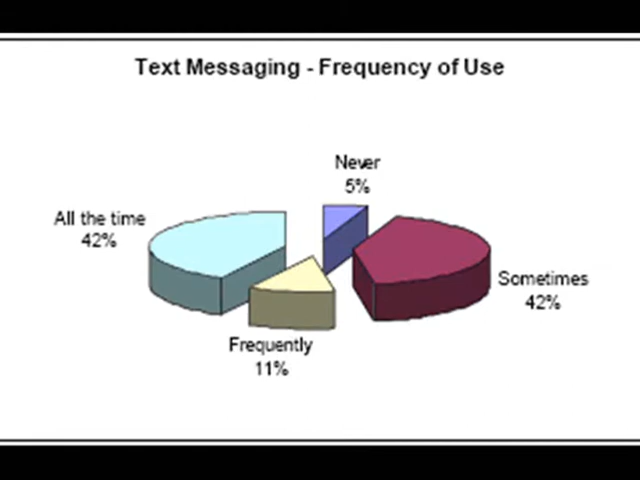 Text Messaging - Frequency of Use
Never
5%
All the time
42%
Sometimes
42%
Frequently
11%